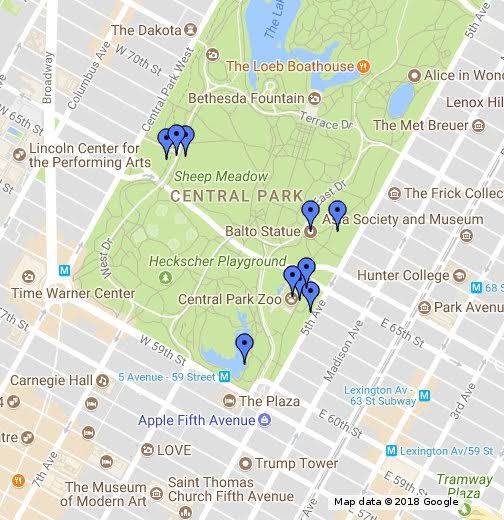 The Dakota
The Lake
5th Ave
W 70th St
Columbus Ave
Broadway
Central Park West
The Loeb Boathouse
Alice in Wond
Bethesda Fountain
Lenox Hil
W 65th St
Terrace Dr
The Met Breuer
Lincoln Center for
the Performing Arts
Sheep Meadow
CENTRAL PARK
East Dr
The Frick Collec
Balto Statue
Asia Society and
Museum
West Dr
Heckscher Playground
Hunter College
M
68 S
Time Warner Center
Central Park Zoo
Park Avenu
57th St
5th Ave
E 65th St
W 59th St
Madison Ave
Carnegie Hall
5 Avenue - 59 Street M
Lexington Av -
63 St Subway
M
3rd Ave
The Plaza
Apple Fifth Avenue
E 60th St
atre
7th Ave
LOVE
M Lexington Av/59 St
Trump Tower
E 59th St
Tramway
Plaza
The Museum
of Modern Art
Saint Thomas
Church Fifth Avenue
Map data ©2018 Google